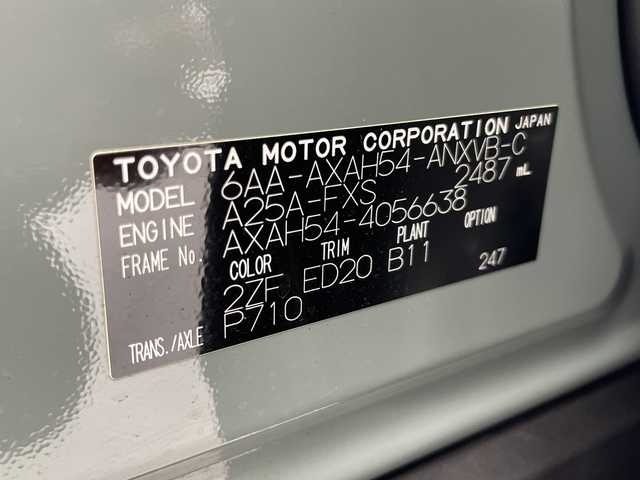 TOYOTA MOTOR CORPORATION JAPAN
MODEL 6AA-AXAH54-ANXVB-C
ENGINE A25A-FXS 2487 mL
FRAME No. AXAH54-4056638
COLOR TRIM PLANT OPTION
2ZF ED20 B11 247
TRANS./AXLE P710